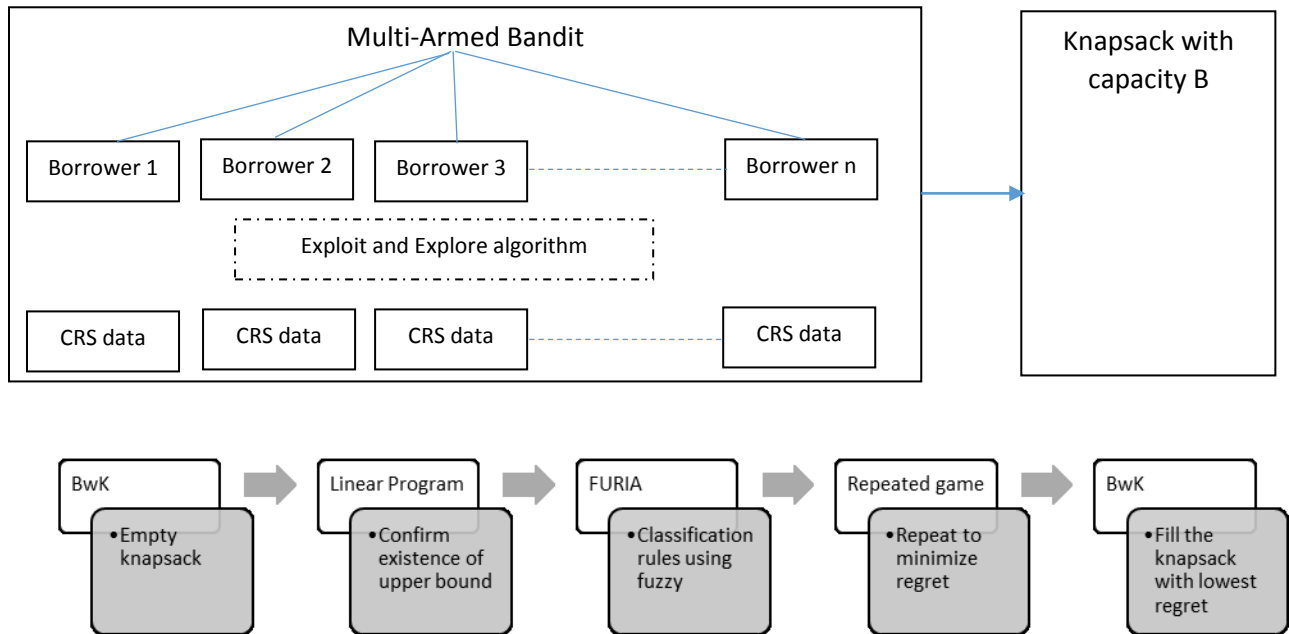 Multi-Armed Bandit
Knapsack with
capacity B
Borrower 1
Borrower 2
Borrower 3
Borrower n
Exploit and Explore algorithm
CRS data
CRS data
CRS data
CRS data
BwK
•Empty
knapsack
Linear Program
•Confirm
existence of
upper bound
FURIA
•Classification
rules using
fuzzy
Repeated game
•Repeat to
minimize
regret
BwK
•Fill the
knapsack
with lowest
regret